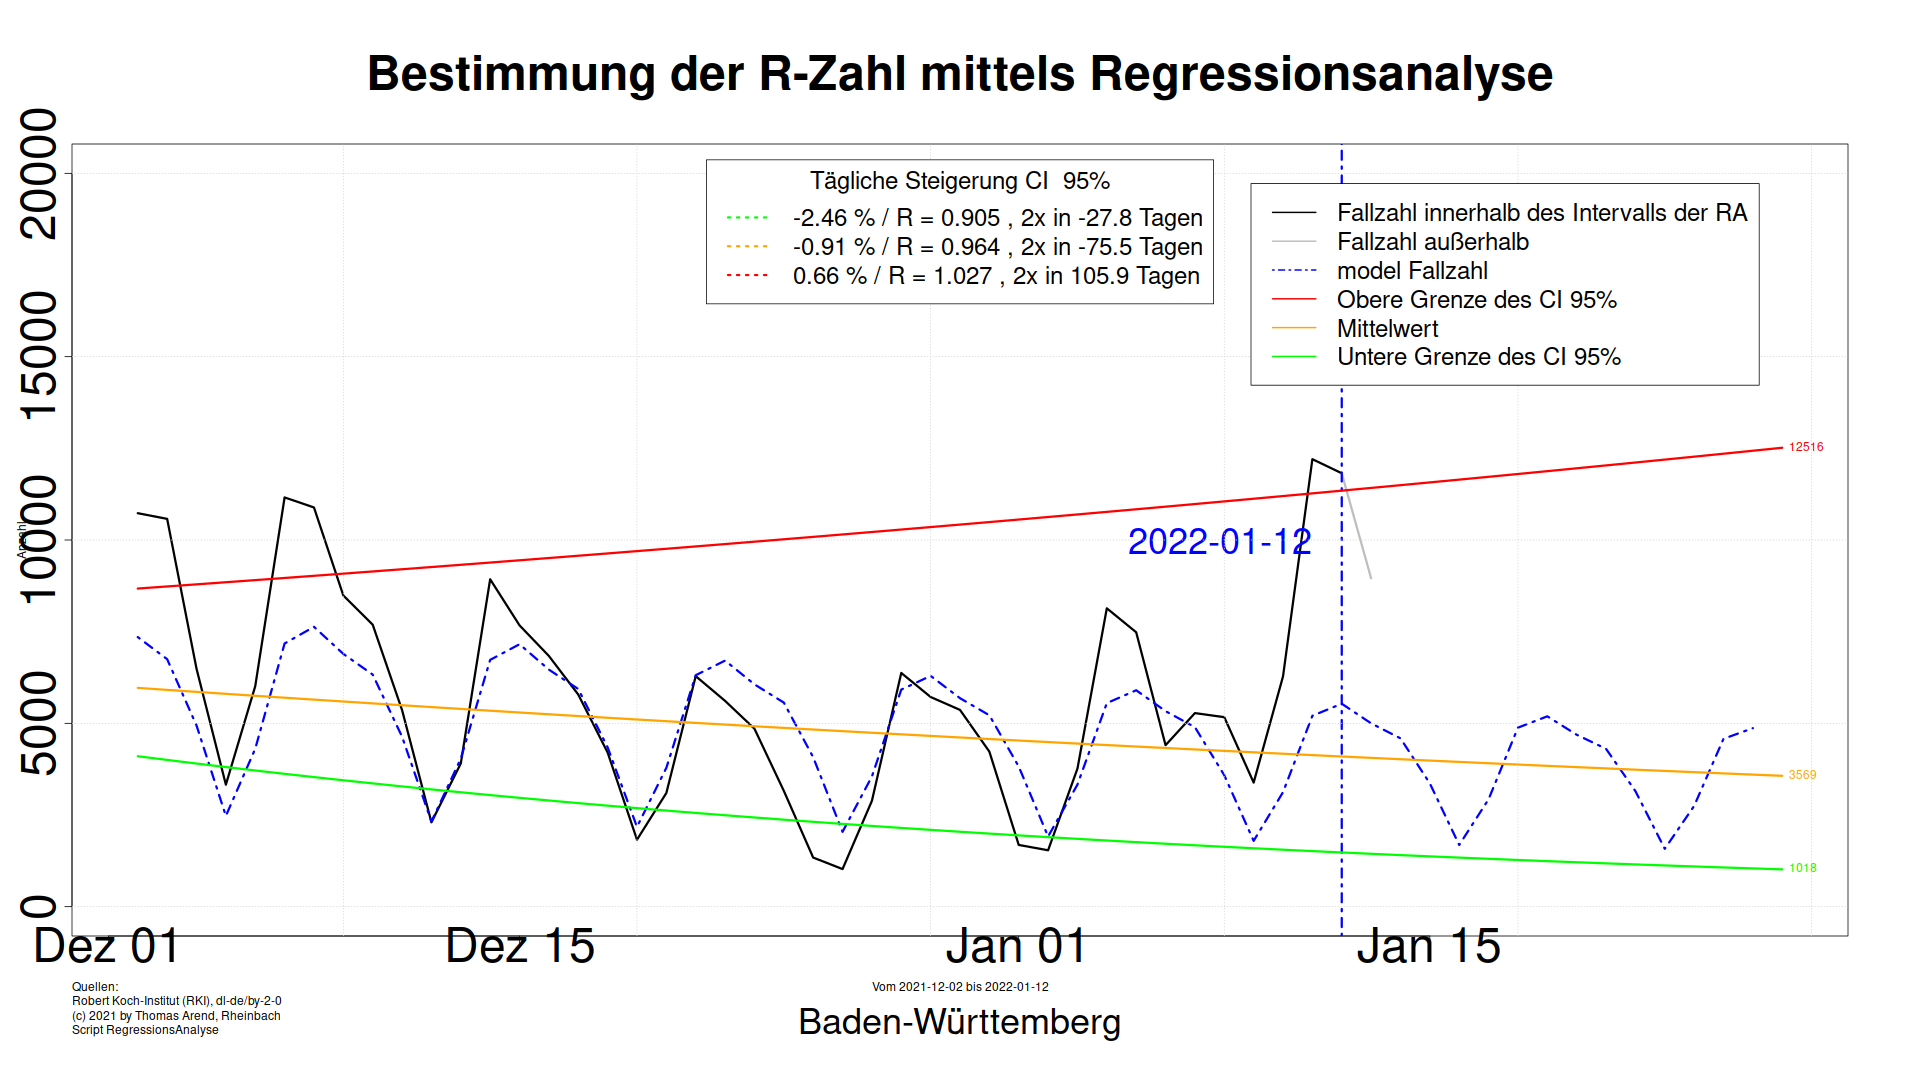 Bestimmung der R-Zahl mittels Regressionsanalyse
Tägliche Steigerung CI  95%
-2.46 % / R = 0.905 , 2x in -27.8 Tagen
-0.91 % / R = 0.964 , 2x in -75.5 Tagen
0.66 % / R = 1.027 , 2x in 105.9 Tagen
Fallzahl innerhalb des Intervalls der RA
Fallzahl außerhalb
model Fallzahl
Obere Grenze des CI 95%
Mittelwert
Untere Grenze des CI 95%
20000
15000
10000
5000
0
Anzahl
12516
2022-01-12
3569
1018
Dez 01
Dez 15
Jan 01
Jan 15
Quellen:
Robert Koch-Institut (RKI), dl-de/by-2-0
(c) 2021 by Thomas Arend, Rheinbach
Script RegressionsAnalyse
Vom 2021-12-02 bis 2022-01-12
Baden-Württemberg